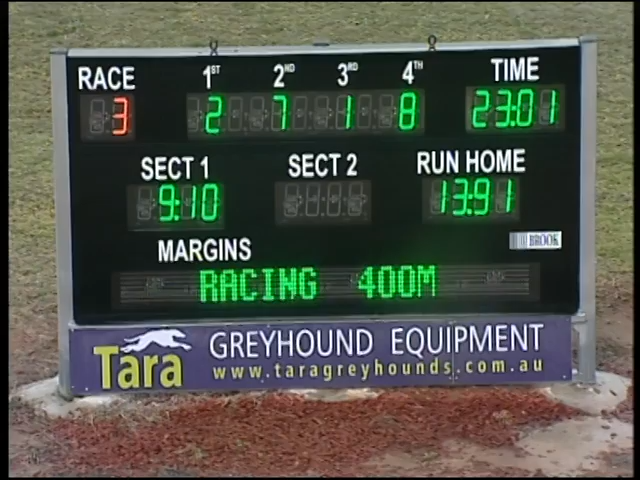 RACE 1ST 2ND 3RD 4TH TIME
3 2 7 1 8 23:01
SECT 1 SECT 2 RUN HOME
9:10 13:91
BROOK
MARGINS
RACING 400M
Tara GREYHOUND EQUIPMENT
www.taragreyhounds.com.au